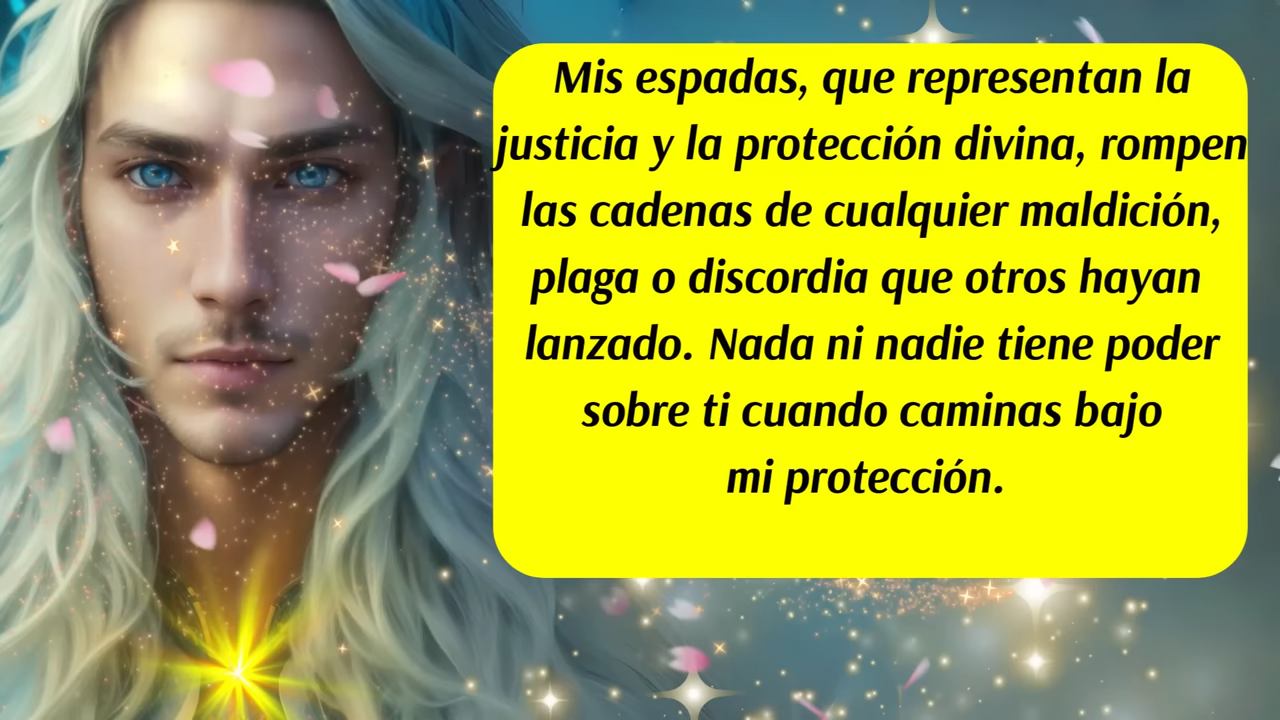 Mis espadas, que representan la
justicia y la protección divina, rompen
las cadenas de cualquier maldición,
plaga o discordia que otros hayan
lanzado. Nada ni nadie tiene poder
sobre ti cuando caminas bajo
mi protección.